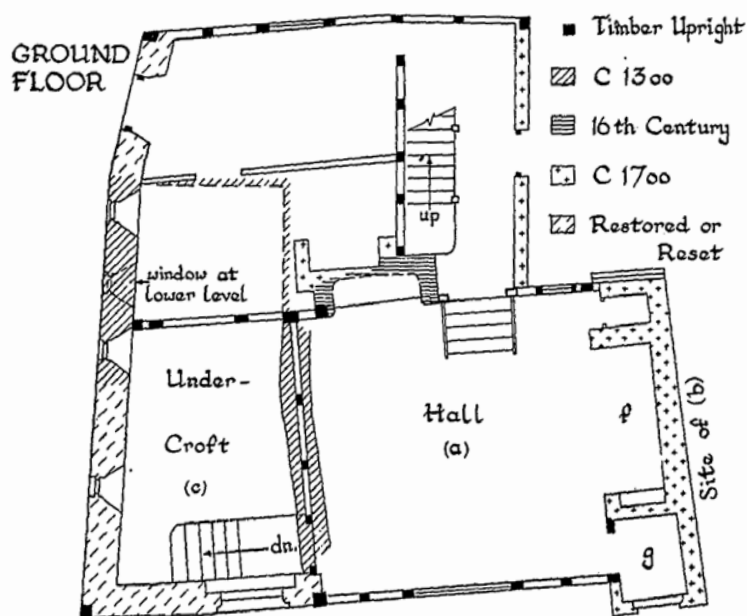 GROUND
FLOOR
Timber Upright
C 1300
16th Century
C 1700
Restored or
Reset
up
window at
lower level
Under-
Croft
(c)
Hall
(a)
f
Site of (b)
dn.
g